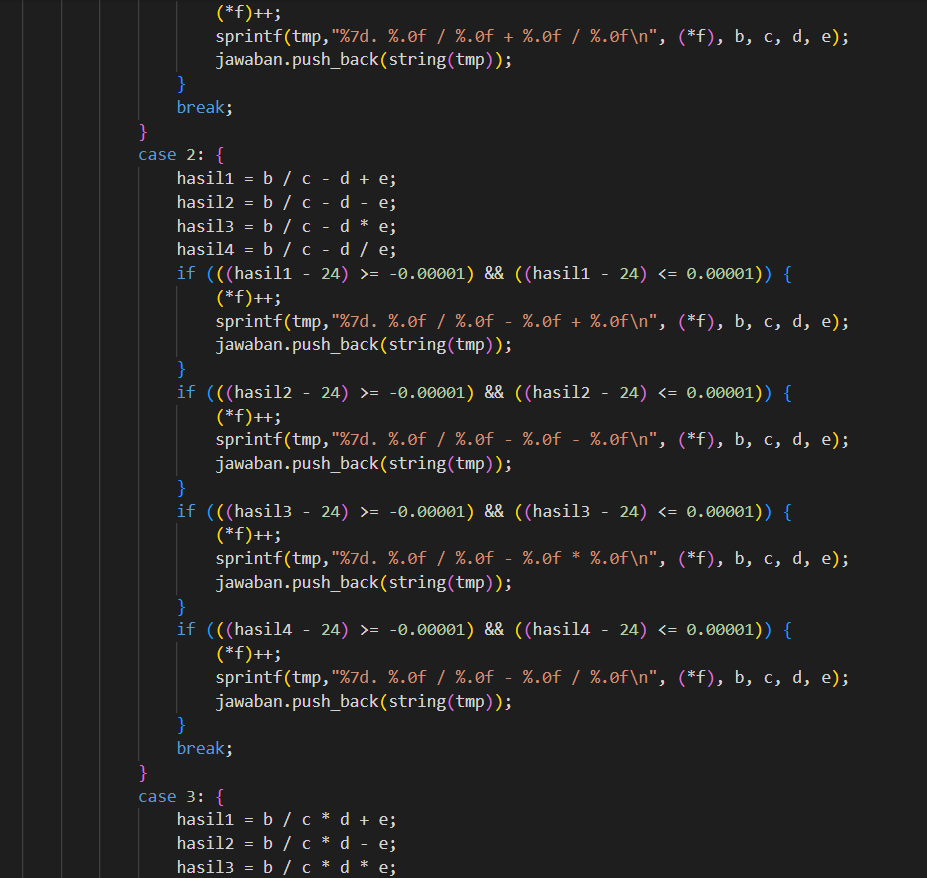 (*f)++;
sprintf(tmp,"%7d. %.0f / %.0f + %.0f / %.0f\n", (*f), b, c, d, e);
jawaban.push_back(string(tmp));
}
break;
}
case 2: {
hasil1 = b / c - d + e;
hasil2 = b / c - d - e;
hasil3 = b / c - d * e;
hasil4 = b / c - d / e;
if (((hasil1 - 24) >= -0.00001) && ((hasil1 - 24) <= 0.00001)) {
(*f)++;
sprintf(tmp,"%7d. %.0f / %.0f - %.0f + %.0f\n", (*f), b, c, d, e);
jawaban.push_back(string(tmp));
}
if (((hasil2 - 24) >= -0.00001) && ((hasil2 - 24) <= 0.00001)) {
(*f)++;
sprintf(tmp,"%7d. %.0f / %.0f - %.0f - %.0f\n", (*f), b, c, d, e);
jawaban.push_back(string(tmp));
}
if (((hasil3 - 24) >= -0.00001) && ((hasil3 - 24) <= 0.00001)) {
(*f)++;
sprintf(tmp,"%7d. %.0f / %.0f - %.0f * %.0f\n", (*f), b, c, d, e);
jawaban.push_back(string(tmp));
}
if (((hasil4 - 24) >= -0.00001) && ((hasil4 - 24) <= 0.00001)) {
(*f)++;
sprintf(tmp,"%7d. %.0f / %.0f - %.0f / %.0f\n", (*f), b, c, d, e);
jawaban.push_back(string(tmp));
}
break;
}
case 3: {
hasil1 = b / c * d + e;
hasil2 = b / c * d - e;
hasil3 = b / c * d * e;